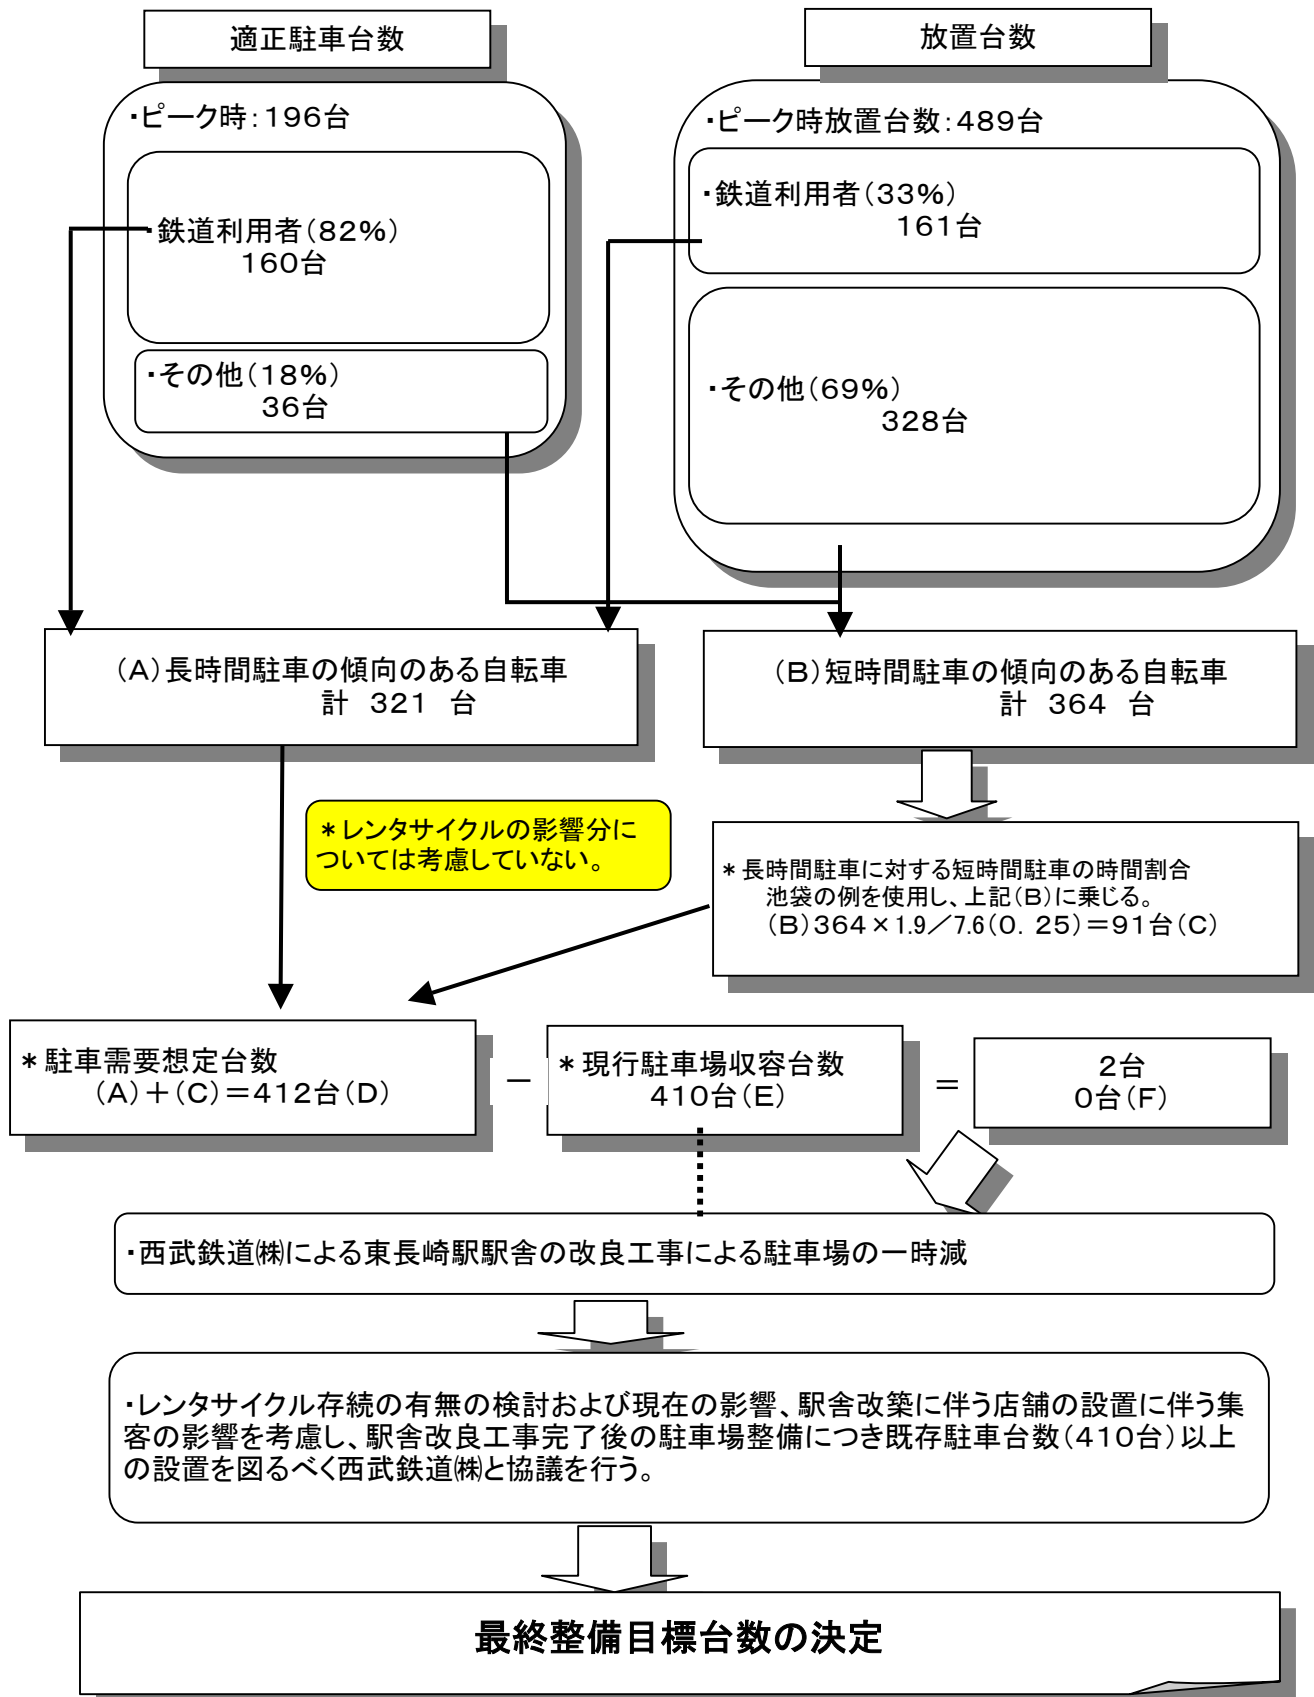 適正駐車台数
・ピーク時：196台
・鉄道利用者（82%）
160台
・その他（18%）
36台
放置台数
・ピーク時放置台数：489台
・鉄道利用者（33%）
161台
・その他（69%）
328台
（A）長時間駐車の傾向のある自転車
計 321 台
（B）短時間駐車の傾向のある自転車
計 364 台
＊レンタサイクルの影響分に
ついては考慮していない。
＊長時間駐車に対する短時間駐車の時間割合
池袋の例を使用し、上記（B）に乗じる。
（B）364×1.9／7.6（0．25）＝91台（C）
＊駐車需要想定台数
（A）＋（C）＝412台（D）
－
＊現行駐車場収容台数
410台（E）
＝
2台
0台（F）
・西武鉄道㈱による東長崎駅駅舎の改良工事による駐車場の一時減
・レンタサイクル存続の有無の検討および現在の影響、駅舎改築に伴う店舗の設置に伴う集
客の影響を考慮し、駅舎改良工事完了後の駐車場整備につき既存駐車台数（410台）以上
の設置を図るべく西武鉄道㈱と協議を行う。
最終整備目標台数の決定